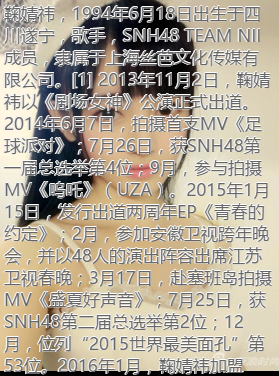 鞠婧祎，1994年6月18日出生于四
川遂宁，歌手，SNH48 TEAM NII
成员，隶属于上海丝芭文化传媒有
限公司。[1] 2013年11月2日，鞠婧
祎以《剧场女神》公演正式出道。
2014年6月7日，拍摄首支MV《足
球派对》；7月26日，获SNH48第
一届总选举第4位；9月，参与拍摄
MV《呜吒》（UZA）。2015年1月
15日，发行出道两周年EP《青春的
约定》；2月，参加安徽卫视跨年晚
会，并以48人的演出阵容出席江苏
卫视春晚；3月17日，赴塞班岛拍摄
MV《盛夏好声音》；7月25日，获
SNH48第二届总选举第2位；12
月，位列“2015世界最美面孔”第
53位。2016年1月，鞠婧祎加盟